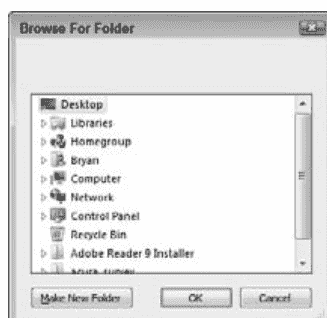 Browse For Folder
Desktop
Libraries
Homegroup
Bryan
Computer
Network
Control Panel
Recycle Bin
Adobe Reader 9 Installer
Make New Folder
OK
Cancel